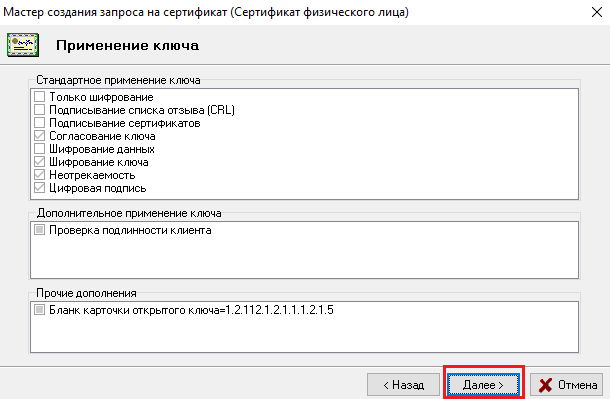 Мастер создания запроса на сертификат (Сертификат физического лица)
Применение ключа
Стандартное применение ключа
Только шифрование
Подписывание списка отзыва (CRL)
Подписывание сертификатов
Согласование ключа
Шифрование данных
Шифрование ключа
Неотрекаемость
Цифровая подпись
Дополнительное применение ключа
Проверка подлинности клиента
Прочие дополнения
Бланк карточки открытого ключа=1.2.112.1.2.1.1.1.2.1.5
< Назад
Далее >
Отмена